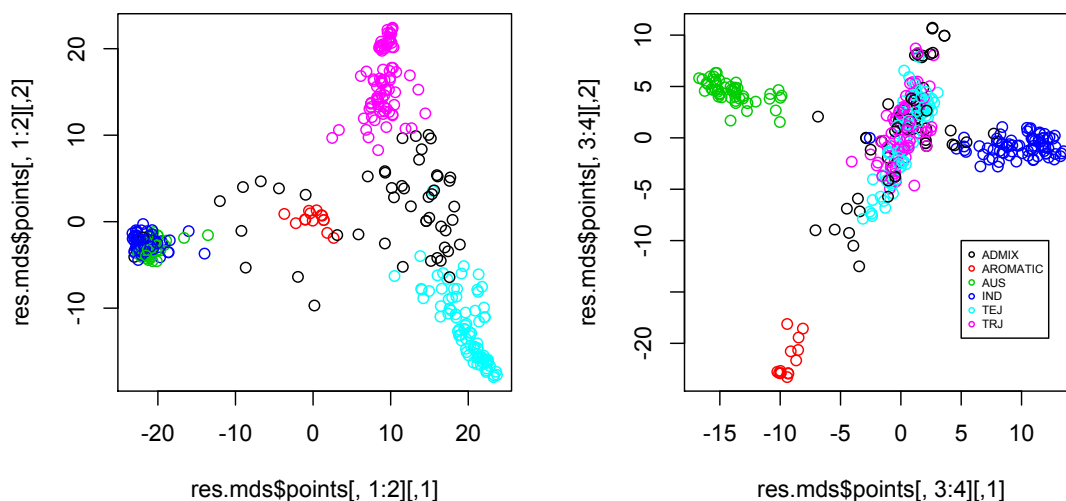 20
10
0
-10
-20
-10
0
10
20
res.mds$points[, 1:2][,2]
res.mds$points[, 1:2][,1]
10
5
0
-5
-10
-20
-15
-10
-5
0
5
10
res.mds$points[, 3:4][,2]
res.mds$points[, 3:4][,1]
ADMIX
AROMATIC
AUS
IND
TEJ
TRJ